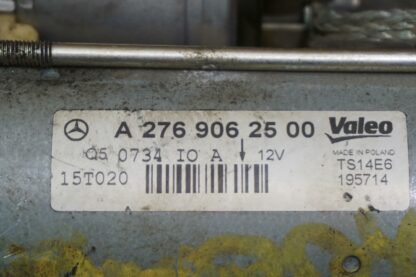 A 276 906 25 00 Valeo
Q5 0734 IO A 12V MADE IN POLAND
TS14E6
15T020 195714